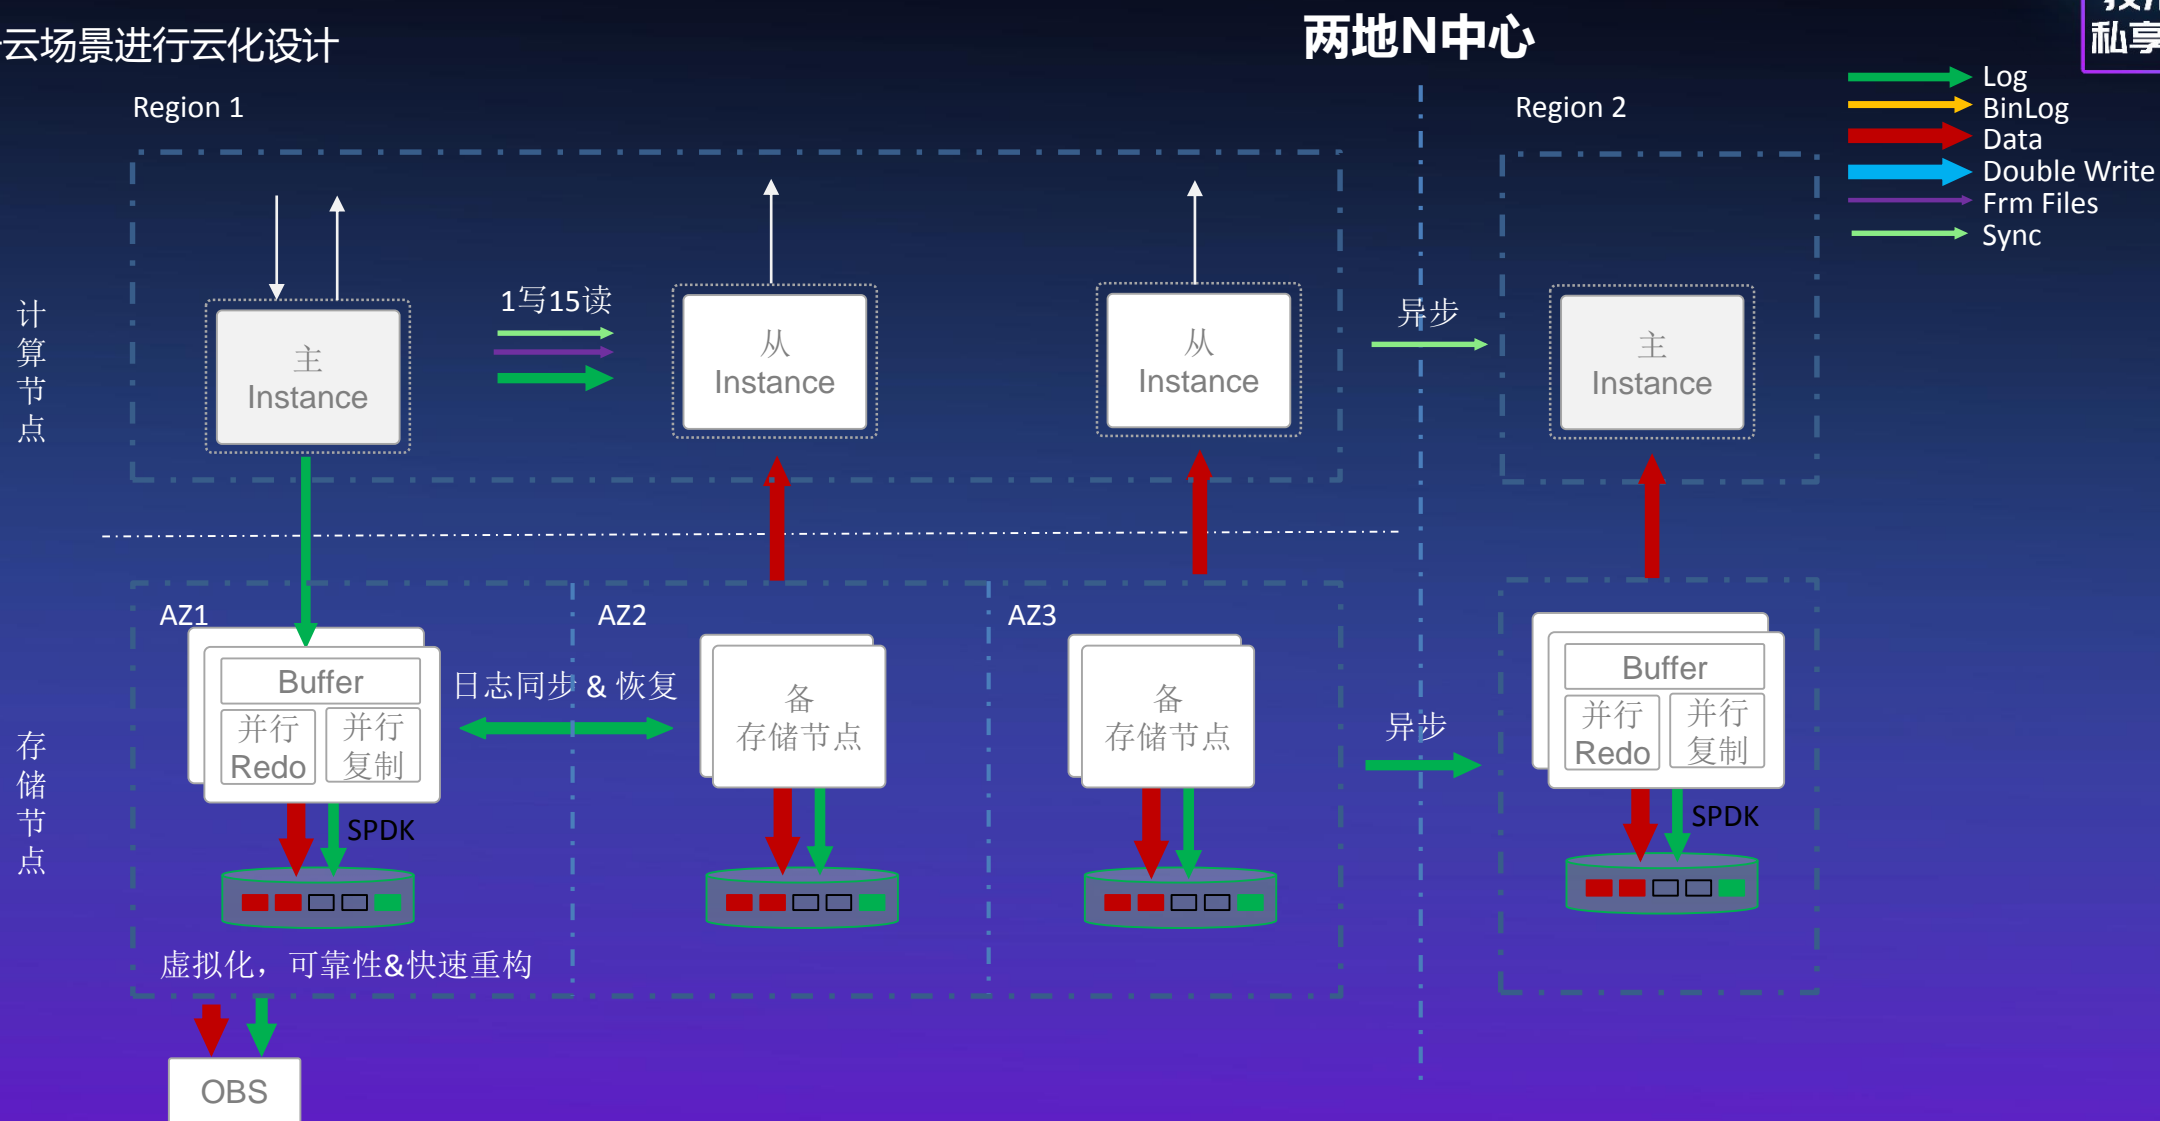 云场景进行云化设计
两地N中心
私享
Log
BinLog
Data
Double Write
Frm Files
Sync
Region 1
Region 2
计算节点
主
Instance
1写15读
从
Instance
从
Instance
异步
主
Instance
存储节点
AZ1
AZ2
AZ3
Buffer
并行
Redo
并行
复制
日志同步 & 恢复
备
存储节点
备
存储节点
异步
Buffer
并行
Redo
并行
复制
SPDK
SPDK
虚拟化，可靠性&快速重构
OBS